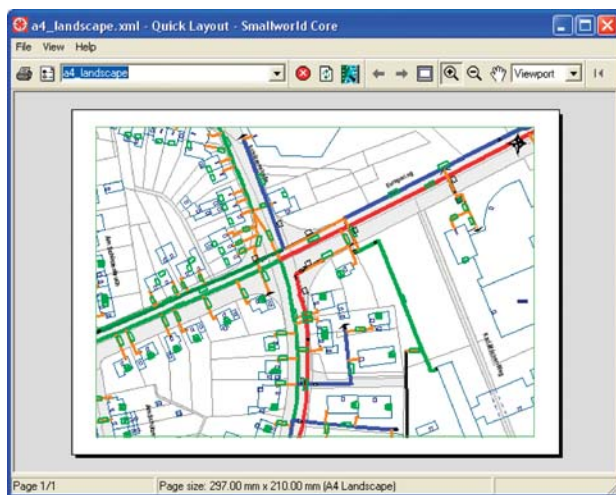 a4_landscape.xml - Quick Layout - Smallworld Core
File View Help
a4_landscape
Viewport
Page 1/1
Page size: 297.00 mm x 210.00 mm (A4 Landscape)